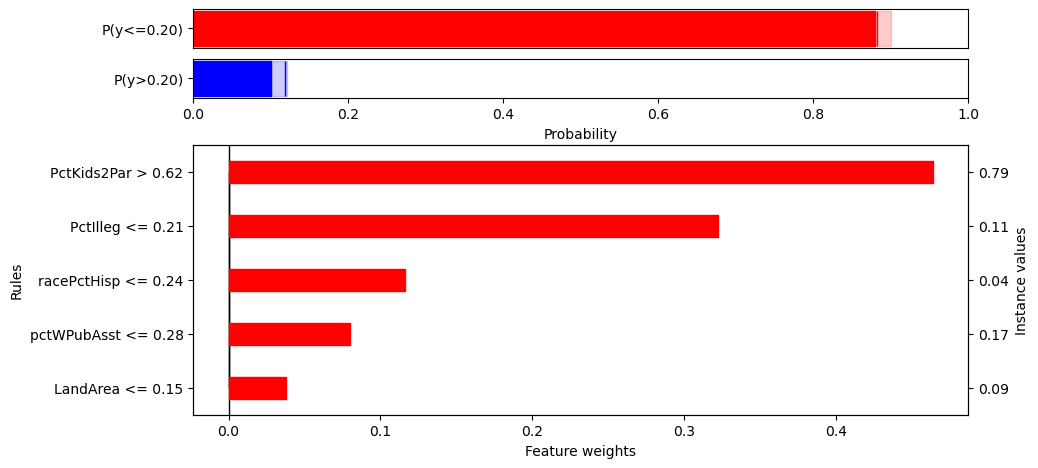 P(y<=0.20)
P(y>0.20)
0.0 0.2 0.4 0.6 0.8 1.0
Probability
PctKids2Par > 0.62 0.79
PctIlleg <= 0.21 0.11
racePctHisp <= 0.24 0.04
pctWPubAsst <= 0.28 0.17
LandArea <= 0.15 0.09
Rules
Instance values
0.0 0.1 0.2 0.3 0.4
Feature weights